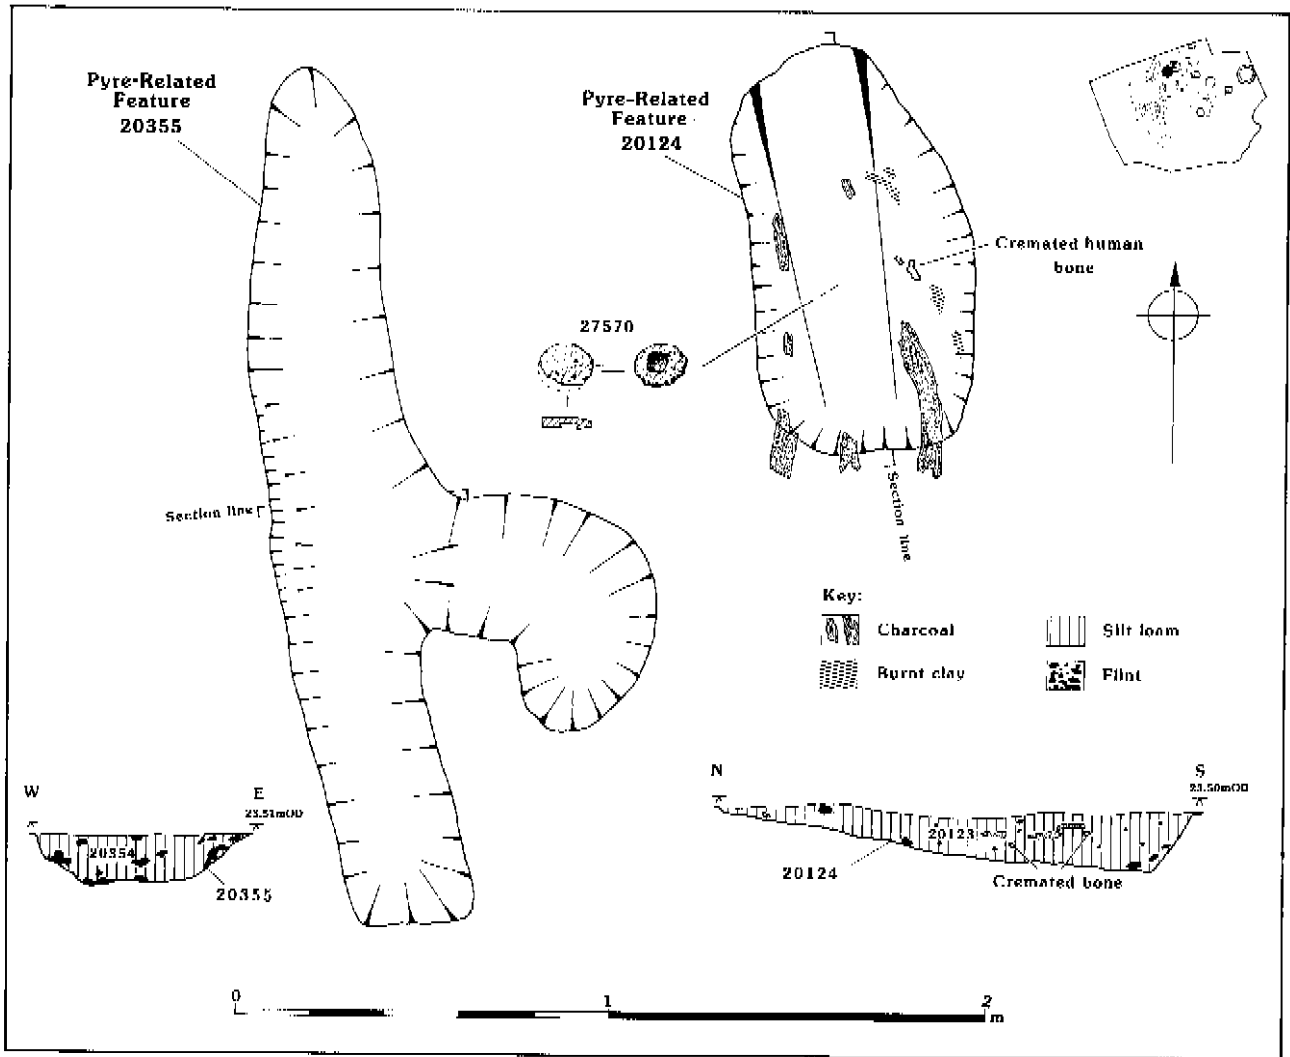 Pyre-Related
Feature
20355
Pyre-Related
Feature
20124
Cremated human
bone
27570
Section line
Section line
Key:
Charcoal
Silt loam
Burnt clay
Flint
W
E
23.51mOD
20354
20355
N
S
23.50mOD
20123
20124
Cremated bone
0
1
2
m